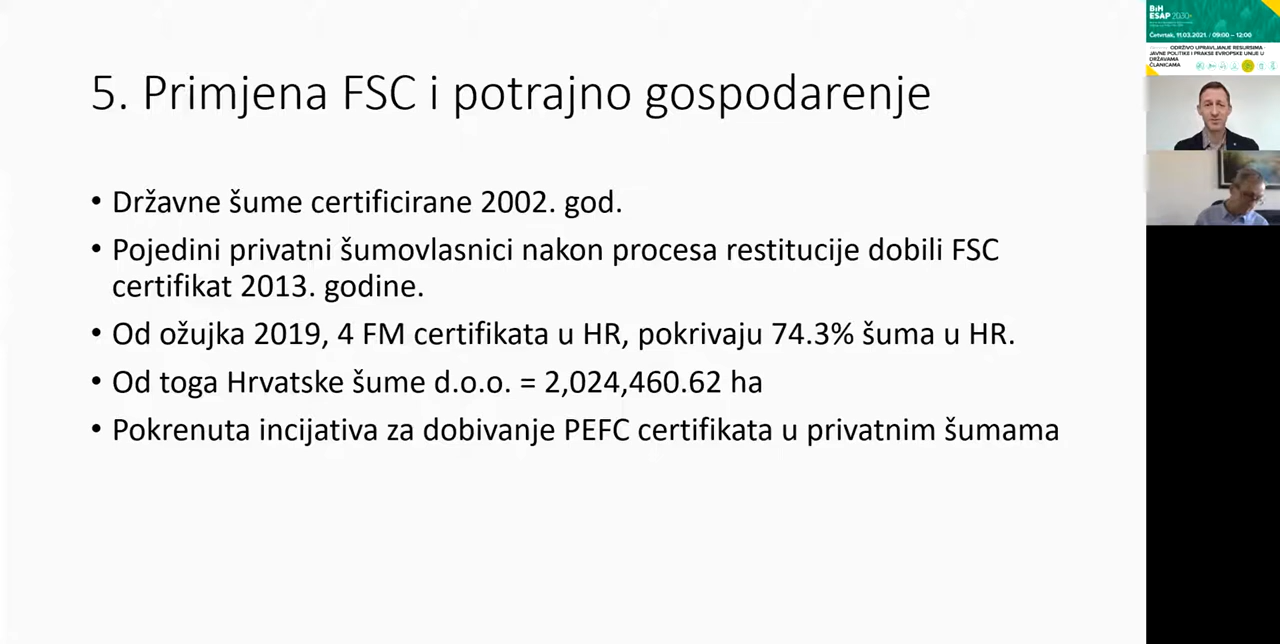 5. Primjena FSC i potrajno gospodarenje
• Državne šume certificirane 2002. god.
• Pojedini privatni šumovlasnici nakon procesa restitucije dobili FSC
certifikat 2013. godine.
• Od ožujka 2019, 4 FM certifikata u HR, pokrivaju 74.3% šuma u HR.
• Od toga Hrvatske šume d.o.o. = 2,024,460.62 ha
• Pokrenuta incijativa za dobivanje PEFC certifikata u privatnim šumama
BiH
ESAP 2030+
Četvrtak, 11.03.2021. / 09:00 – 12:00
ODRŽIVO UPRAVLJANJE RESURSIMA -
JAVNE POLITIKE I PRAKSE EVROPSKE UNIJE U
DRŽAVAMA
ČLANICAMA